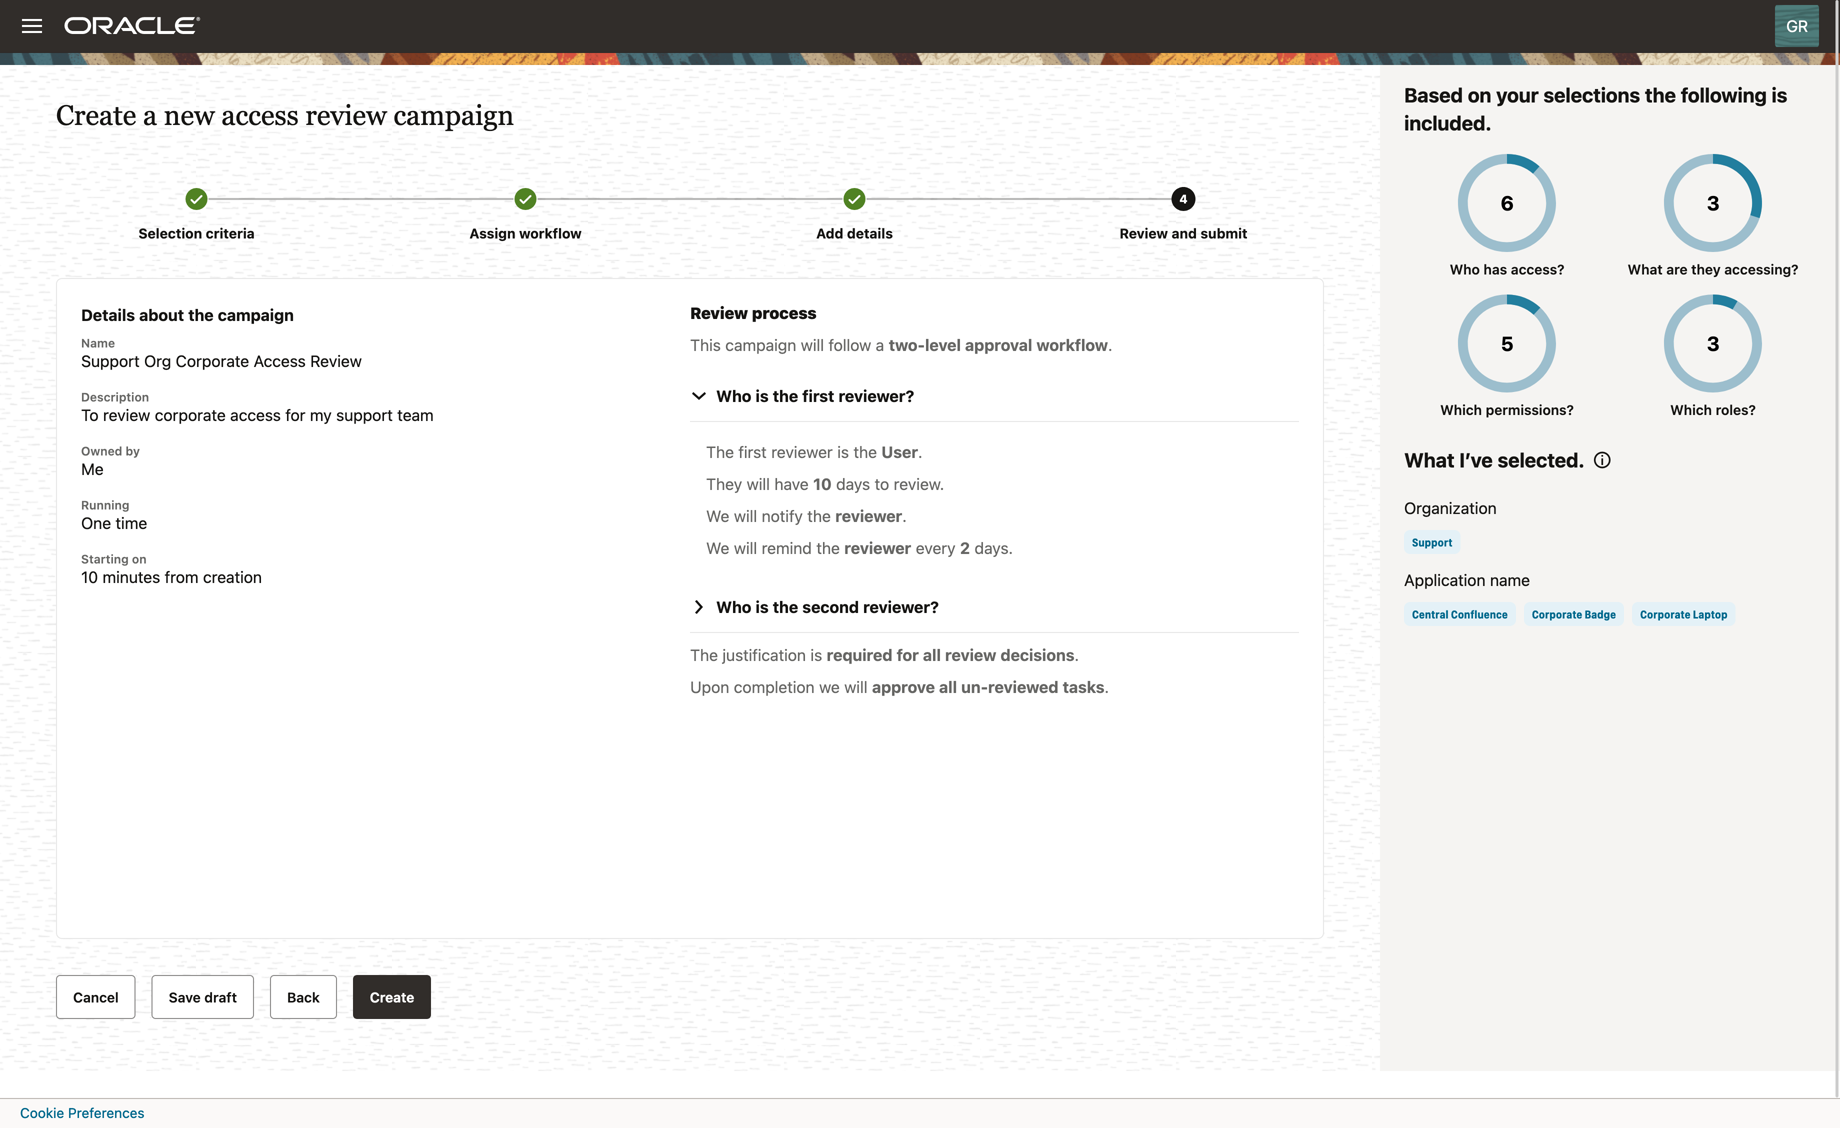 ORACLE
GR
Create a new access review campaign
Selection criteria
Assign workflow
Add details
4
Review and submit
Details about the campaign
Name
Support Org Corporate Access Review
Description
To review corporate access for my support team
Owned by
Me
Running
One time
Starting on
10 minutes from creation
Review process
This campaign will follow a two-level approval workflow.
Who is the first reviewer?
The first reviewer is the User.
They will have 10 days to review.
We will notify the reviewer.
We will remind the reviewer every 2 days.
Who is the second reviewer?
The justification is required for all review decisions.
Upon completion we will approve all un-reviewed tasks.
Cancel
Save draft
Back
Create
Based on your selections the following is
included.
6
3
Who has access?
What are they accessing?
5
3
Which permissions?
Which roles?
What I've selected.
Organization
Support
Application name
Central Confluence
Corporate Badge
Corporate Laptop
Cookie Preferences